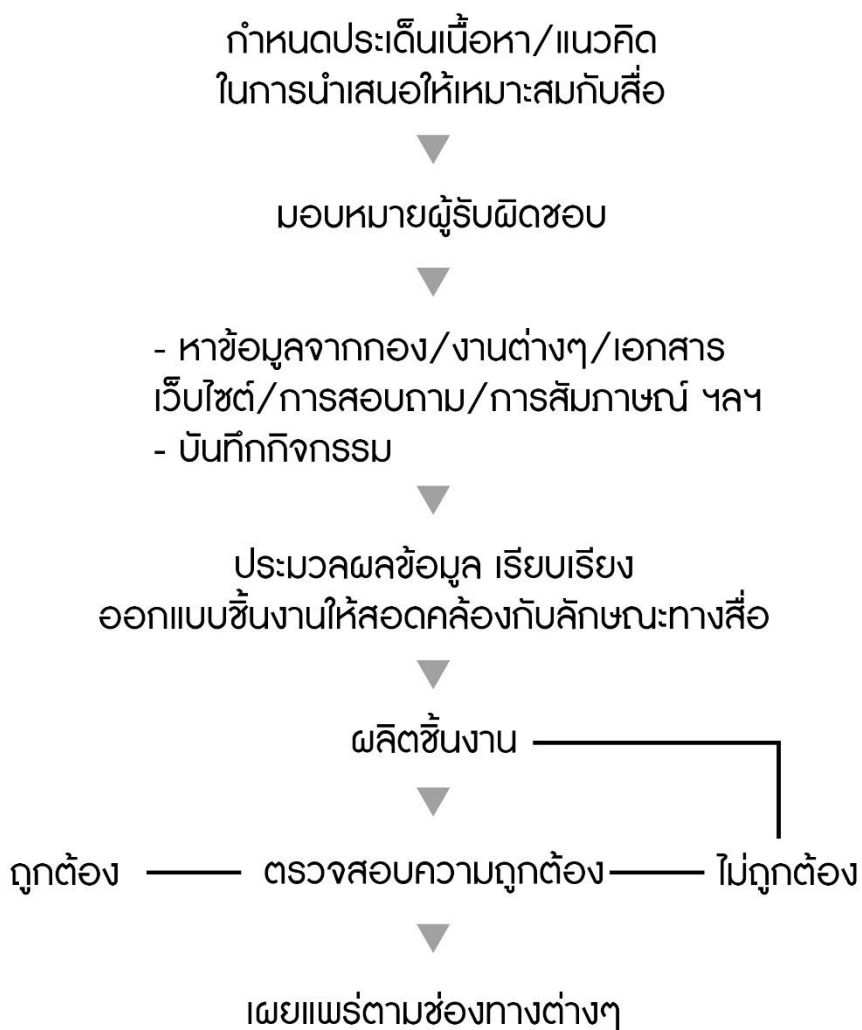 กำหนดประเด็นเนื้อหา/แนวคิด
ในการนำเสนอให้เหมาะสมกับสื่อ
มอบหมายผู้รับผิดชอบ
- หาข้อมูลจากกอง/งานต่างๆ/เอกสาร
เว็บไซต์/การสอบถาม/การสัมภาษณ์ ฯลฯ
- บันทึกกิจกรรม
ประมวลผลข้อมูล เรียบเรียง
ออกแบบชิ้นงานให้สอดคล้องกับลักษณะทางสื่อ
ผลิตชิ้นงาน
ถูกต้อง ตรวจสอบความถูกต้อง ไม่ถูกต้อง
เผยแพร่ตามช่องทางต่างๆ